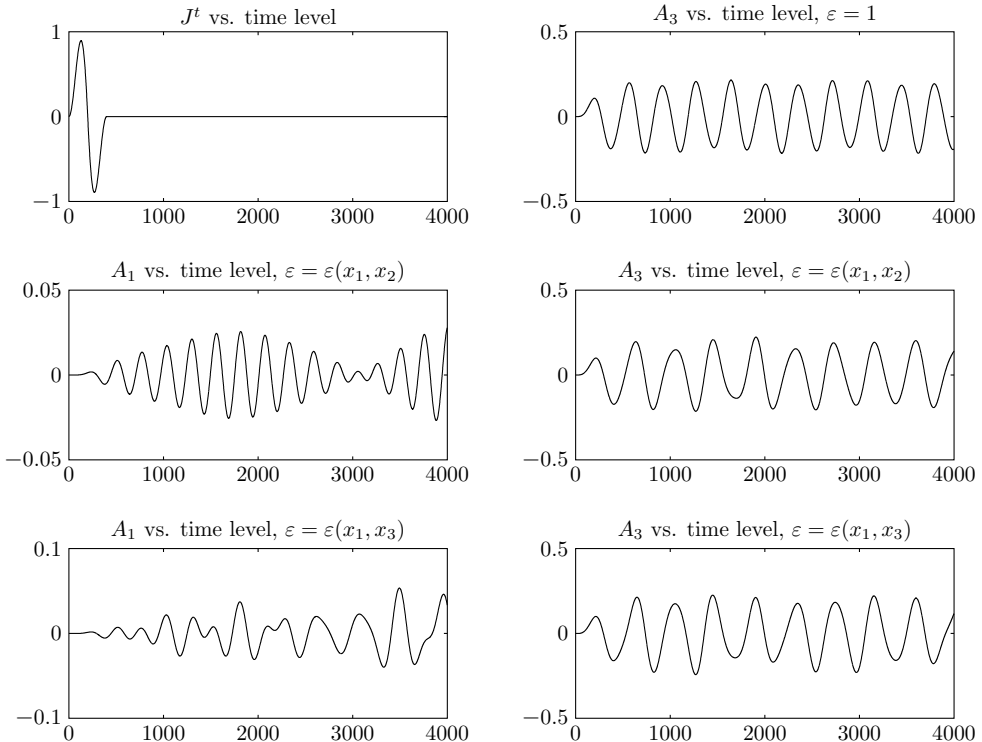 J^t vs. time level
1
0
−1
0 1000 2000 3000 4000
A_3 vs. time level, ε = 1
0.5
0
−0.5
0 1000 2000 3000 4000
A_1 vs. time level, ε = ε(x_1, x_2)
0.05
0
−0.05
0 1000 2000 3000 4000
A_3 vs. time level, ε = ε(x_1, x_2)
0.5
0
−0.5
0 1000 2000 3000 4000
A_1 vs. time level, ε = ε(x_1, x_3)
0.1
0
−0.1
0 1000 2000 3000 4000
A_3 vs. time level, ε = ε(x_1, x_3)
0.5
0
−0.5
0 1000 2000 3000 4000